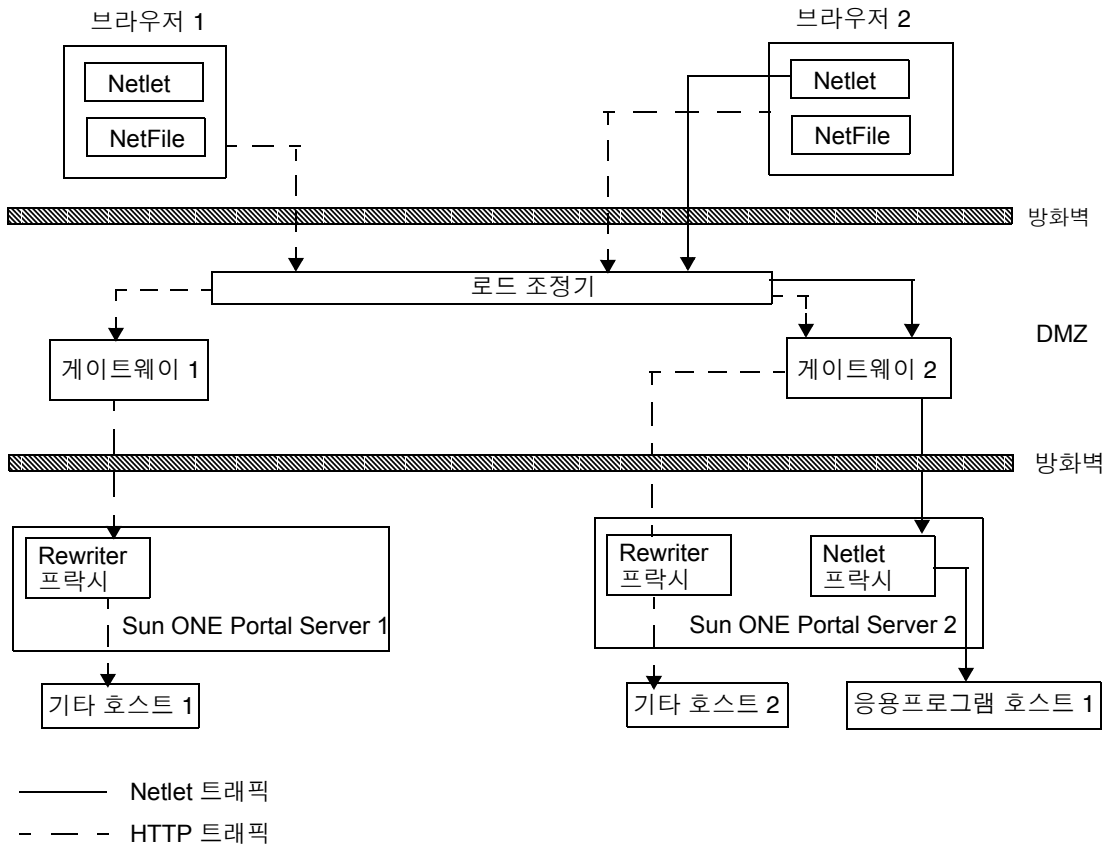 브라우저 1
브라우저 2
Netlet
NetFile
Netlet
NetFile
방화벽
로드 조정기
DMZ
게이트웨이 1
게이트웨이 2
방화벽
Rewriter
프락시
Sun ONE Portal Server 1
Rewriter
프락시
Netlet
프락시
Sun ONE Portal Server 2
기타 호스트 1
기타 호스트 2
응용프로그램 호스트 1
Netlet 트래픽
HTTP 트래픽